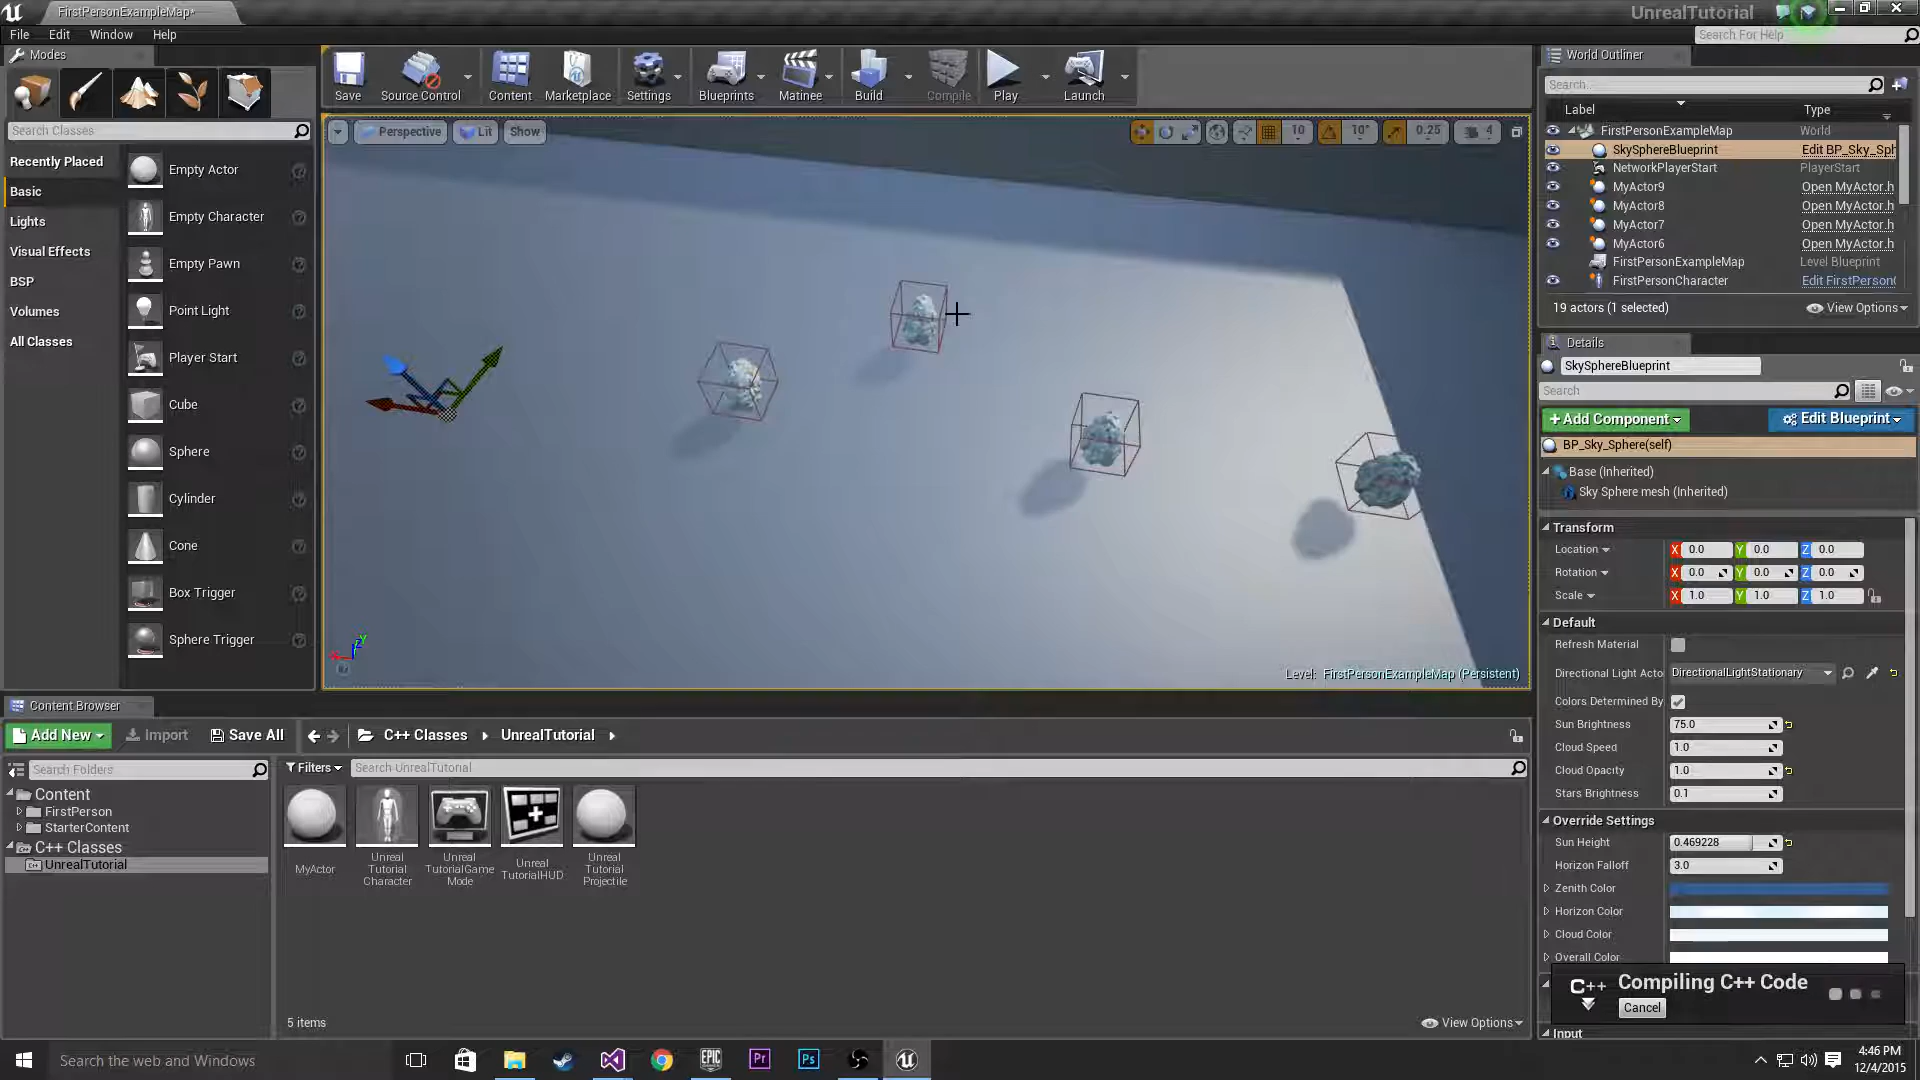 FirstPersonExampleMap*
UnrealTutorial
File Edit Window Help
Search For Help
Modes
Search Classes
Recently Placed
Basic
Lights
Visual Effects
BSP
Volumes
All Classes
Empty Actor
Empty Character
Empty Pawn
Point Light
Player Start
Cube
Sphere
Cylinder
Cone
Box Trigger
Sphere Trigger
Save
Source Control
Content
Marketplace
Settings
Blueprints
Matinee
Build
Compile
Play
Launch
Perspective Lit Show
10 10° 0.25 4
Level: FirstPersonExampleMap (Persistent)
World Outliner
Search...
Label Type
FirstPersonExampleMap World
SkySphereBlueprint Edit BP_Sky_Sph
NetworkPlayerStart PlayerStart
MyActor9 Open MyActor.h
MyActor8 Open MyActor.h
MyActor7 Open MyActor.h
MyActor6 Open MyActor.h
FirstPersonExampleMap Level Blueprint
FirstPersonCharacter Edit FirstPerson
19 actors (1 selected) View Options
Details
SkySphereBlueprint
Search
+Add Component Edit Blueprint
BP_Sky_Sphere(self)
Base (Inherited)
Sky Sphere mesh (Inherited)
Transform
Location X 0.0 Y 0.0 Z 0.0
Rotation X 0.0 Y 0.0 Z 0.0
Scale X 1.0 Y 1.0 Z 1.0
Default
Refresh Material
Directional Light Acto DirectionalLightStationary
Colors Determined By
Sun Brightness 75.0
Cloud Speed 1.0
Cloud Opacity 1.0
Stars Brightness 0.1
Override Settings
Sun Height 0.469228
Horizon Falloff 3.0
Zenith Color
Horizon Color
Cloud Color
Overall Color
C++ Compiling C++ Code
Cancel
Input
Content Browser
Add New Import Save All C++ Classes UnrealTutorial
Search Folders
Content
FirstPerson
StarterContent
C++ Classes
UnrealTutorial
Filters Search UnrealTutorial
MyActor
Unreal Tutorial Character
Unreal TutorialGame Mode
Unreal TutorialHUD
Unreal Tutorial Projectile
5 items View Options
Search the web and Windows
EPIC
Pr
Ps
4:46 PM
12/4/2015